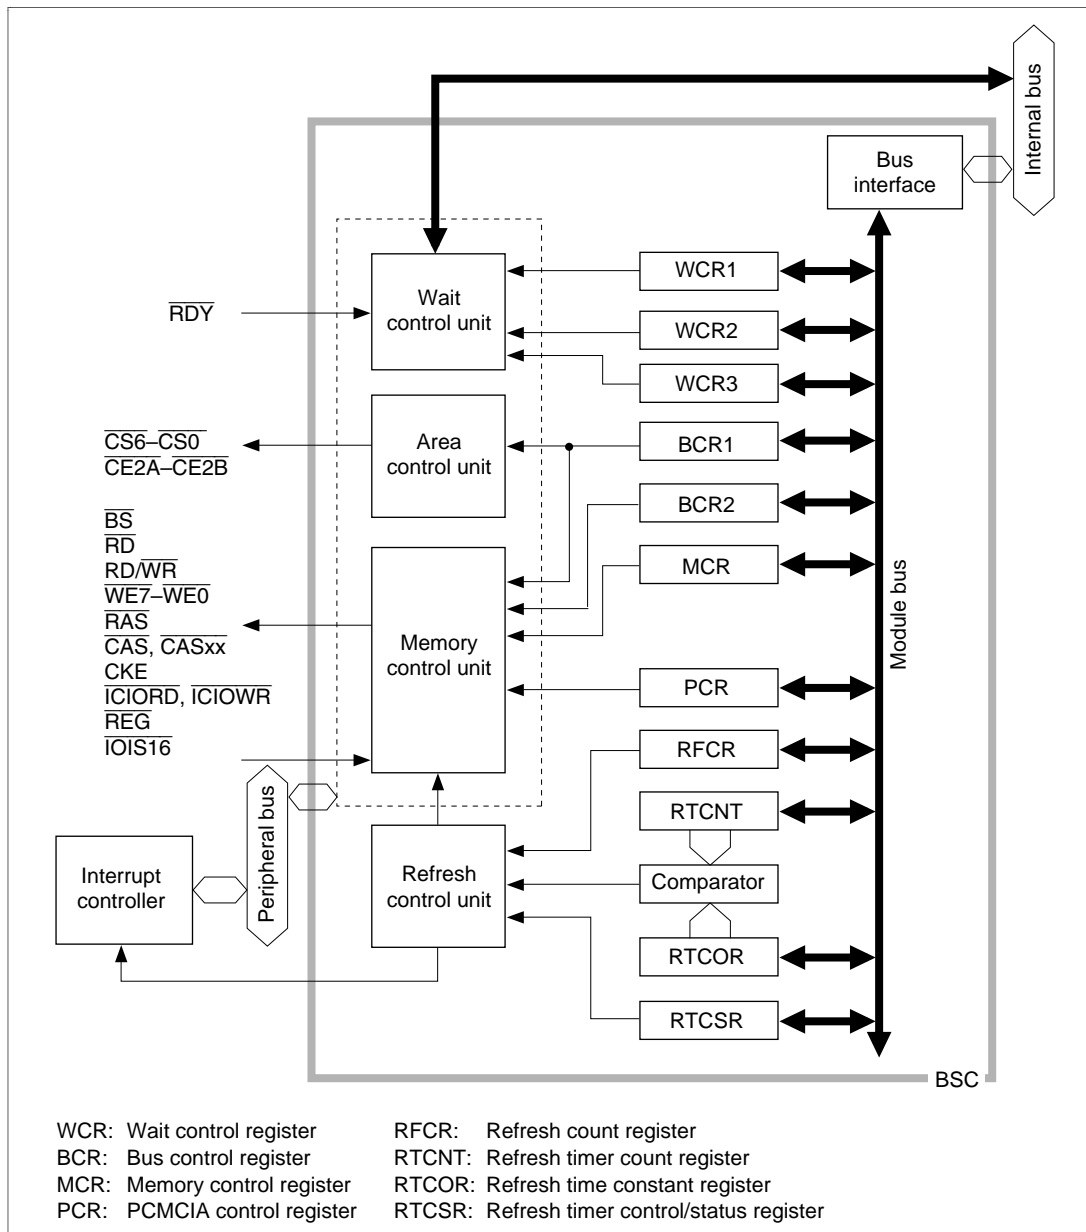 Internal bus
Bus
interface
Wait
control unit
WCR1
RDY
WCR2
WCR3
CS6–CS0
CE2A–CE2B
Area
control unit
BCR1
BCR2
BS
RD
RD/WR
WE7–WE0
RAS
CAS, CASxx
CKE
ICIORD, ICIOWR
REG
IOIS16
Memory
control unit
MCR
Module bus
PCR
RFCR
RTCNT
Peripheral bus
Interrupt
controller
Refresh
control unit
Comparator
RTCOR
RTCSR
BSC
WCR: Wait control register
BCR: Bus control register
MCR: Memory control register
PCR: PCMCIA control register
RFCR: Refresh count register
RTCNT: Refresh timer count register
RTCOR: Refresh time constant register
RTCSR: Refresh timer control/status register